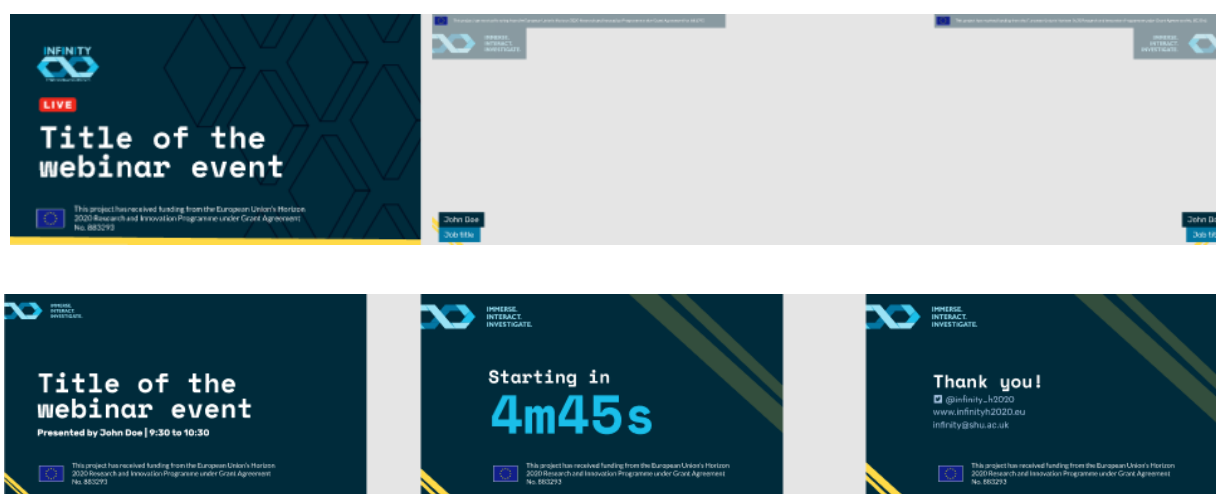 INFINITY
LIVE
Title of the
webinar event
This project has received funding from the European Union's Horizon
2020 Research and Innovation Programme under Grant Agreement
No. 883293
IMMERSE.
INTERACT.
INVESTIGATE
John Doe
Job title
IMMERSE.
INTERACT.
INVESTIGATE
John Do
Job tit
IMMERSE.
INTERACT.
INVESTIGATE.
Title of the
webinar event
Presented by John Doe | 9:30 to 10:30
This project has received funding from the European Union's Horizon
2020 Research and Innovation Programme under Grant Agreement
No. 883293
IMMERSE.
INTERACT.
INVESTIGATE.
Starting in
4m45s
This project has received funding from the European Union's Horizon
2020 Research and Innovation Programme under Grant Agreement
No. 883293
IMMERSE.
INTERACT.
INVESTIGATE.
Thank you!
@infinity_h2020
www.infinityh2020.eu
infinity@shu.ac.uk
This project has received funding from the European Union's Horizon
2020 Research and Innovation Programme under Grant Agreement
No. 883293